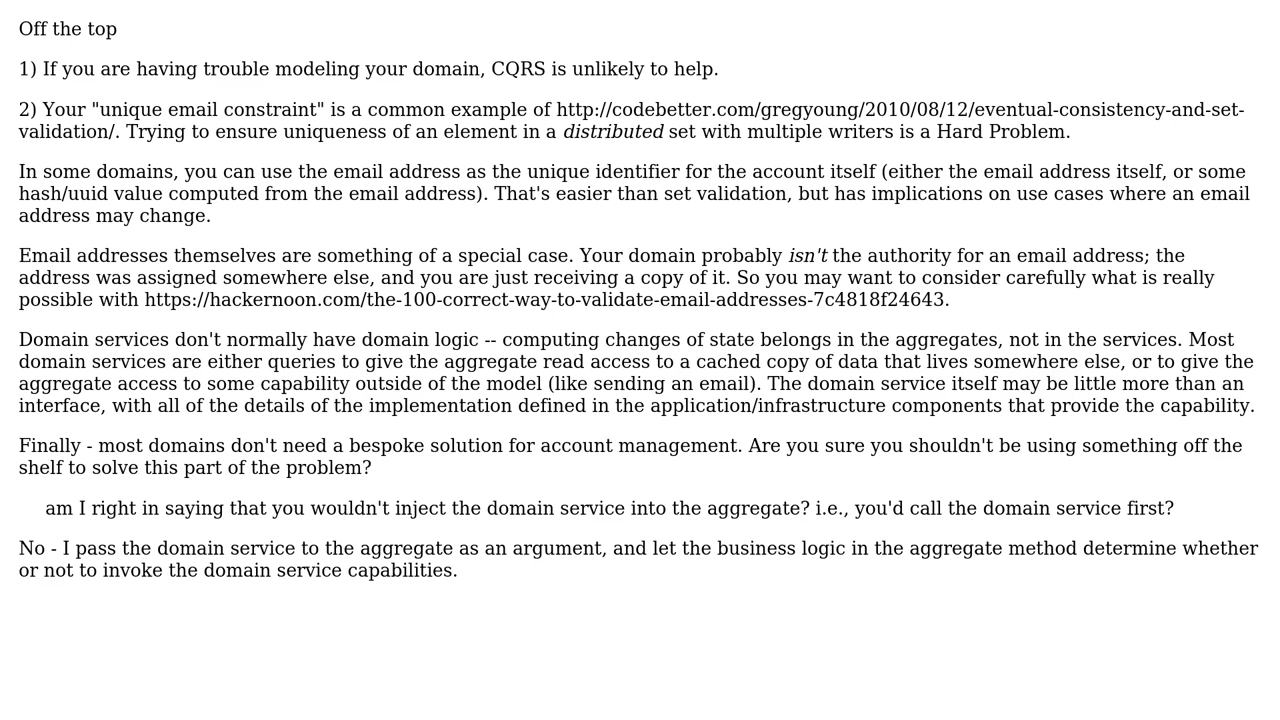 Off the top
1) If you are having trouble modeling your domain, CQRS is unlikely to help.
2) Your "unique email constraint" is a common example of http://codebetter.com/gregyoung/2010/08/12/eventual-consistency-and-set-
validation/. Trying to ensure uniqueness of an element in a distributed set with multiple writers is a Hard Problem.
In some domains, you can use the email address as the unique identifier for the account itself (either the email address itself, or some
hash/uuid value computed from the email address). That's easier than set validation, but has implications on use cases where an email
address may change.
Email addresses themselves are something of a special case. Your domain probably isn't the authority for an email address; the
address was assigned somewhere else, and you are just receiving a copy of it. So you may want to consider carefully what is really
possible with https://hackernoon.com/the-100-correct-way-to-validate-email-addresses-7c4818f24643.
Domain services don't normally have domain logic -- computing changes of state belongs in the aggregates, not in the services. Most
domain services are either queries to give the aggregate read access to a cached copy of data that lives somewhere else, or to give the
aggregate access to some capability outside of the model (like sending an email). The domain service itself may be little more than an
interface, with all of the details of the implementation defined in the application/infrastructure components that provide the capability.
Finally - most domains don't need a bespoke solution for account management. Are you sure you shouldn't be using something off the
shelf to solve this part of the problem?
am I right in saying that you wouldn't inject the domain service into the aggregate? i.e., you'd call the domain service first?
No - I pass the domain service to the aggregate as an argument, and let the business logic in the aggregate method determine whether
or not to invoke the domain service capabilities.